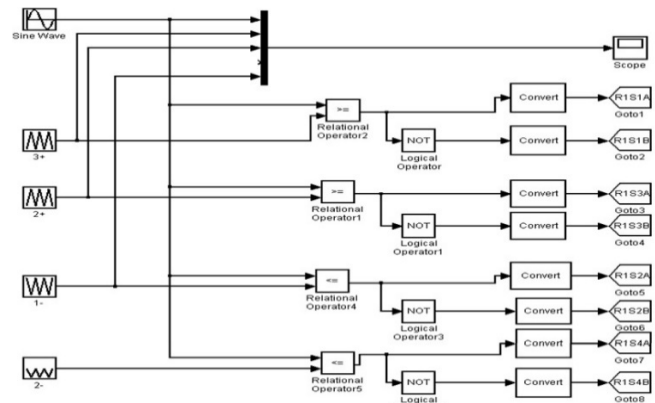 Sine Wave
Scope
>=
Relational
Operator2
Convert
R1S1A
Goto1
3+
NOT
Logical
Operator
Convert
R1S1B
Goto2
2+
>=
Relational
Operator1
Convert
R1S3A
Goto3
NOT
Logical
Operator1
Convert
R1S3B
Goto4
1-
<=
Relational
Operator4
Convert
R1S2A
Goto5
NOT
Logical
Operator3
Convert
R1S2B
Goto6
2-
<=
Relational
Operator5
Convert
R1S4A
Goto7
NOT
Logical
Convert
R1S4B
Goto8